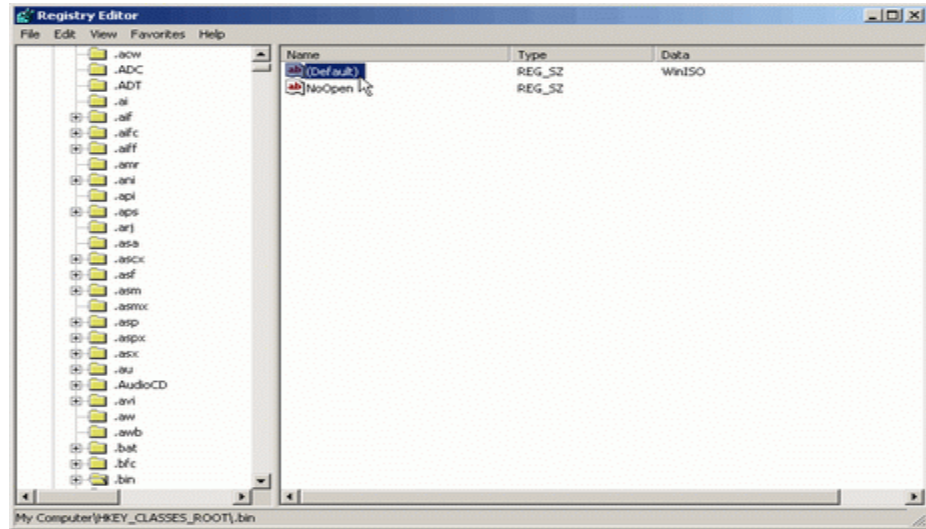 Registry Editor
File Edit View Favorites Help
.acw
.ADC
.ADT
.ai
.aif
.aifc
.aiff
.amr
.ani
.api
.aps
.arj
.asa
.ascx
.asf
.asm
.asmx
.asp
.aspx
.asx
.au
.AudioCD
.avi
.aw
.awb
.bat
.bfc
.bin
Name Type Data
ab (Default) REG_SZ WinISO
ab NoOpen REG_SZ
My Computer\HKEY_CLASSES_ROOT\.bin